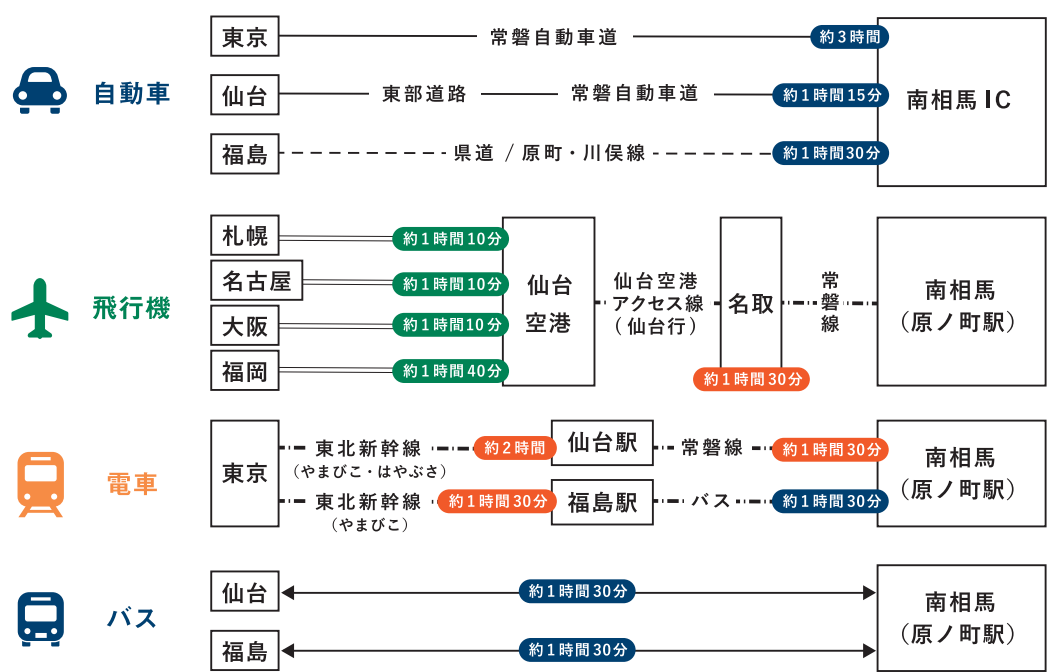 自動車
東京
常磐自動車道
約3時間
仙台
東部道路
常磐自動車道
約1時間15分
福島
県道 / 原町・川俣線
約1時間30分
南相馬IC
飛行機
札幌
約1時間10分
名古屋
約1時間10分
大阪
約1時間10分
福岡
約1時間40分
仙台
空港
仙台空港
アクセス線
(仙台行)
名取
約1時間30分
常磐線
南相馬
(原ノ町駅)
電車
東京
東北新幹線
(やまびこ・はやぶさ)
約2時間
仙台駅
常磐線
約1時間30分
東北新幹線
(やまびこ)
約1時間30分
福島駅
バス
約1時間30分
南相馬
(原ノ町駅)
バス
仙台
約1時間30分
福島
約1時間30分
南相馬
(原ノ町駅)